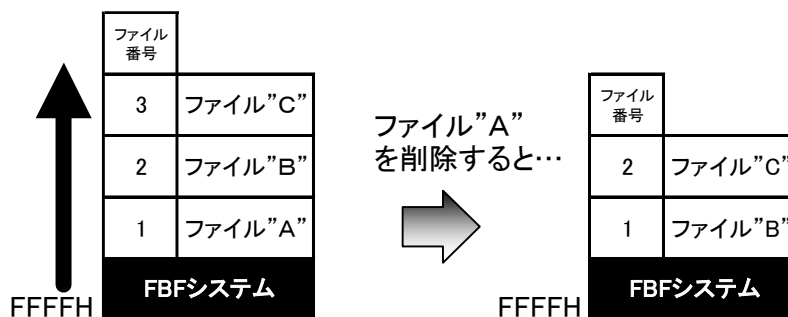 ファイル
番号
3 ファイル”C”
2 ファイル”B”
1 ファイル”A”
FBFシステム
FFFFH
ファイル”A”
を削除すると…
ファイル
番号
2 ファイル”C”
1 ファイル”B”
FBFシステム
FFFFH